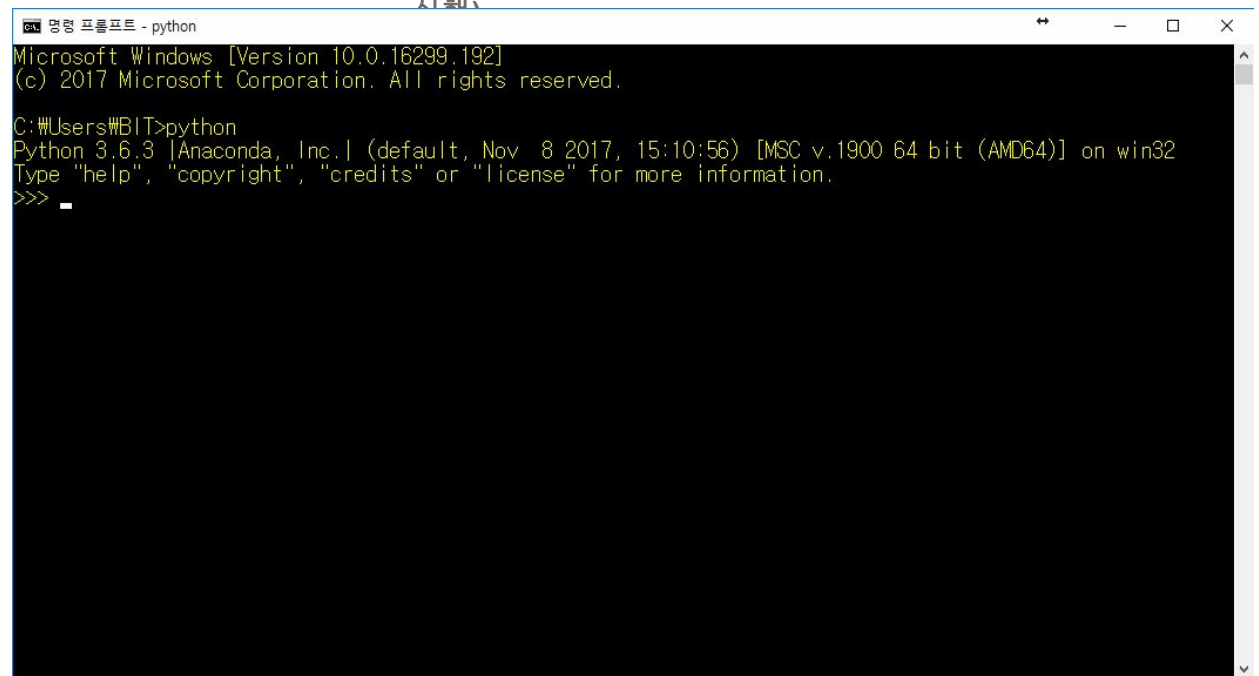 명령 프롬프트 - python
Microsoft Windows [Version 10.0.16299.192]
(c) 2017 Microsoft Corporation. All rights reserved.
C:₩Users₩BIT>python
Python 3.6.3 |Anaconda, Inc.| (default, Nov  8 2017, 15:10:56) [MSC v.1900 64 bit (AMD64)] on win32
Type "help", "copyright", "credits" or "license" for more information.
>>>